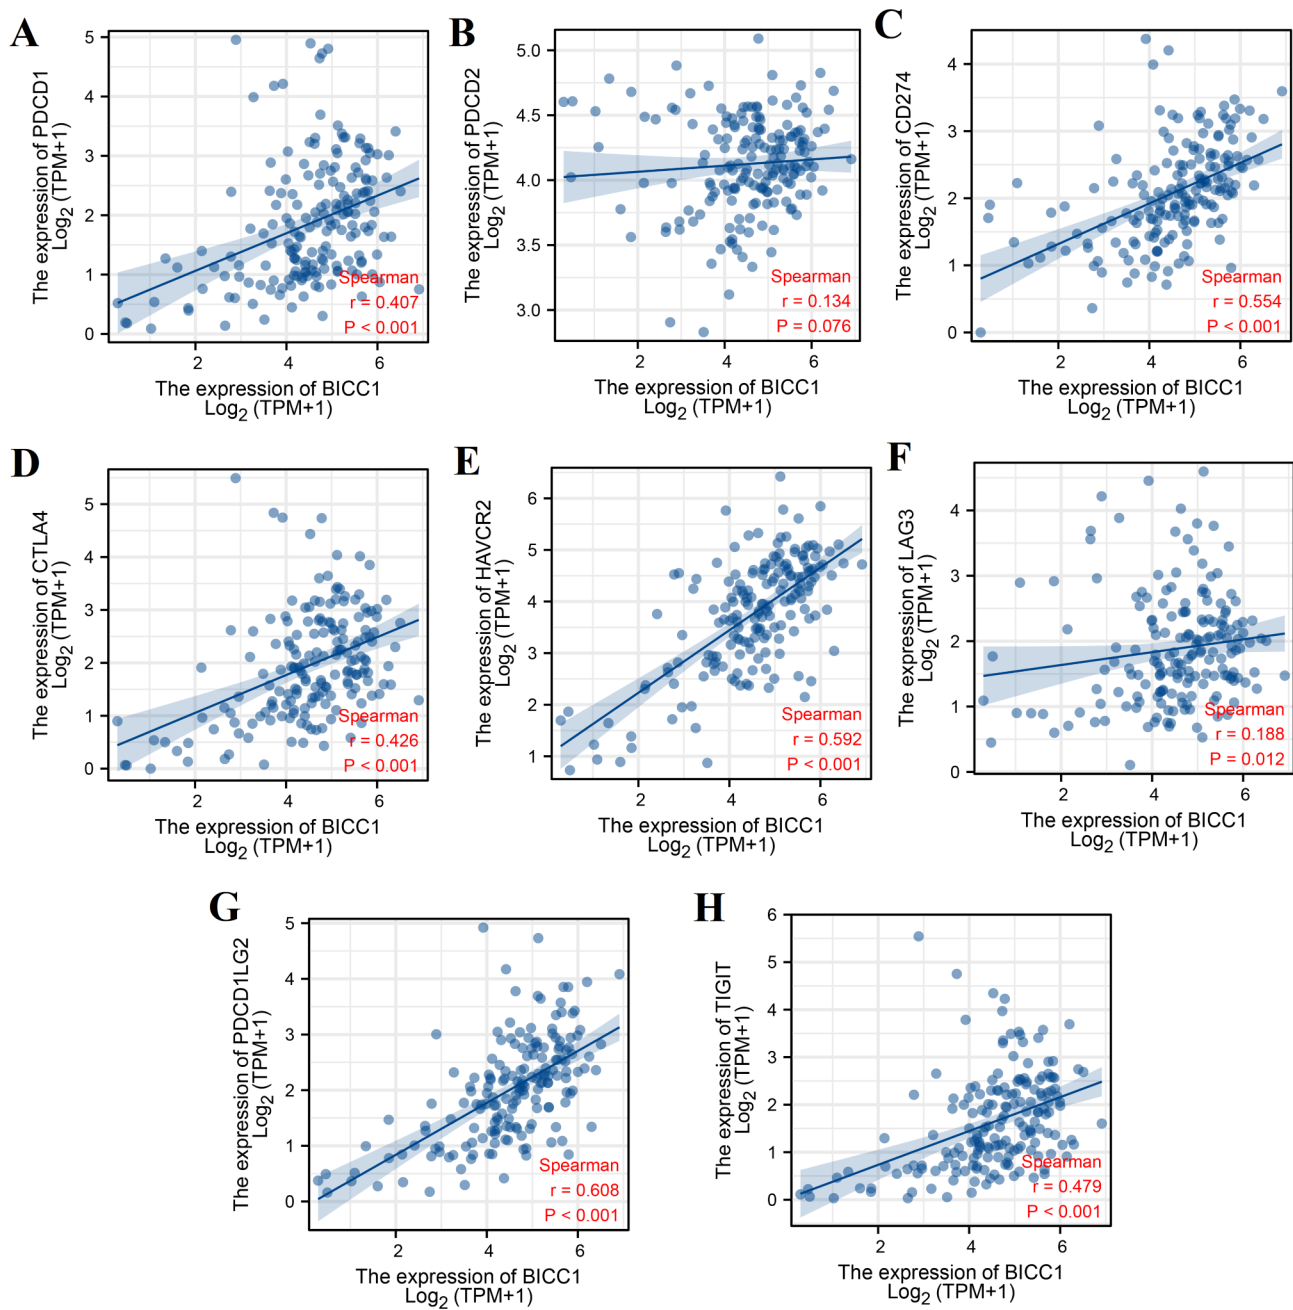 A
The expression of PDCD1
Log2 (TPM+1)
5
4
3
2
1
0
Spearman
r = 0.407
P < 0.001
2 4 6
The expression of BICC1
Log2 (TPM+1)
B
The expression of PDCD2
Log2 (TPM+1)
5.0
4.5
4.0
3.5
3.0
Spearman
r = 0.134
P = 0.076
2 4 6
The expression of BICC1
Log2 (TPM+1)
C
The expression of CD274
Log2 (TPM+1)
4
3
2
1
0
Spearman
r = 0.554
P < 0.001
2 4 6
The expression of BICC1
Log2 (TPM+1)
D
The expression of CTLA4
Log2 (TPM+1)
5
4
3
2
1
0
Spearman
r = 0.426
P < 0.001
2 4 6
The expression of BICC1
Log2 (TPM+1)
E
The expression of HAVCR2
Log2 (TPM+1)
6
5
4
3
2
1
Spearman
r = 0.592
P < 0.001
2 4 6
The expression of BICC1
Log2 (TPM+1)
F
The expression of LAG3
Log2 (TPM+1)
4
3
2
1
0
Spearman
r = 0.188
P = 0.012
2 4 6
The expression of BICC1
Log2 (TPM+1)
G
The expression of PDCD1LG2
Log2 (TPM+1)
5
4
3
2
1
0
Spearman
r = 0.608
P < 0.001
2 4 6
The expression of BICC1
Log2 (TPM+1)
H
The expression of TIGIT
Log2 (TPM+1)
6
5
4
3
2
1
0
Spearman
r = 0.479
P < 0.001
2 4 6
The expression of BICC1
Log2 (TPM+1)